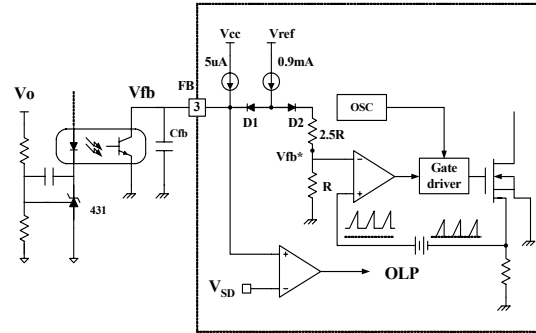 Vcc Vref
5uA 0.9mA
Vo Vfb FB 3
D1 D2
OSC
Cfb
2.5R
Vfb*
R
Gate
driver
431
+
-
-
+
OLP
VSD